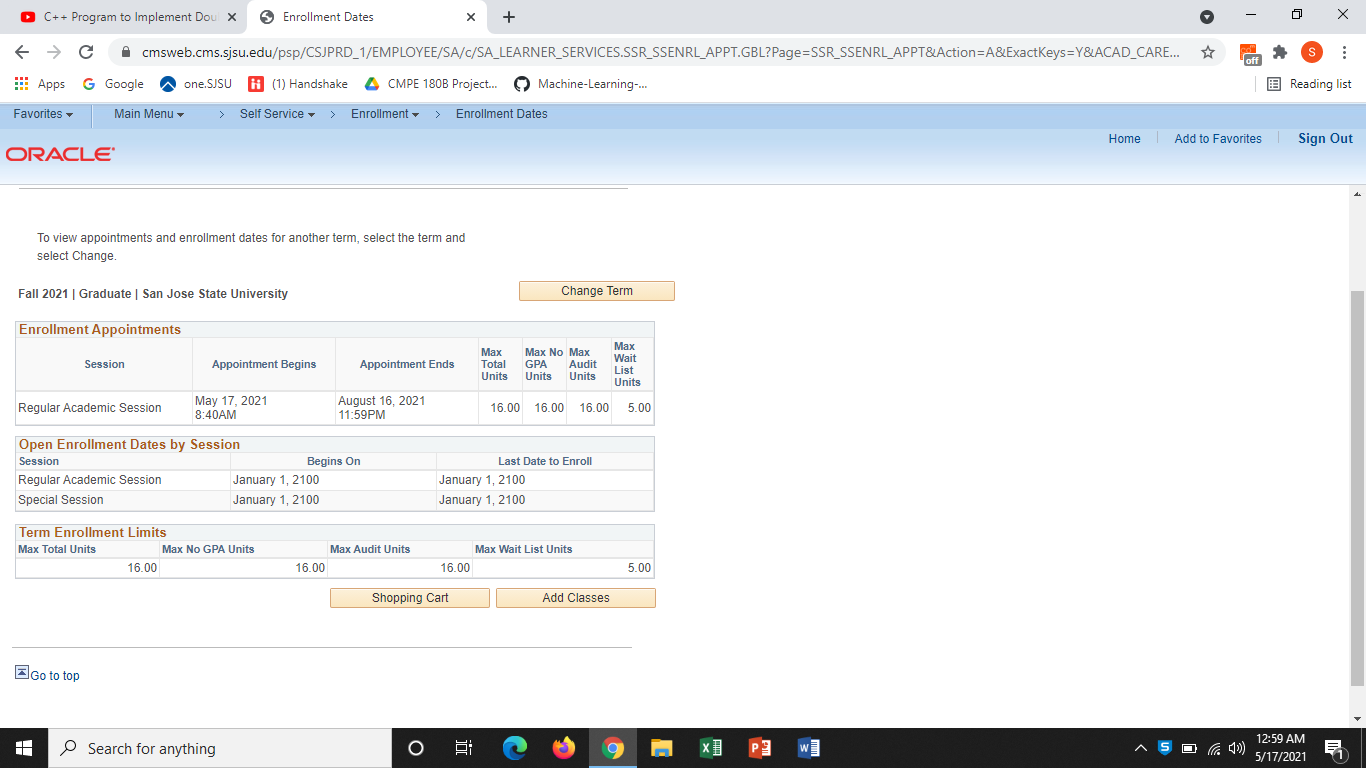 C++ Program to Implement Dou
Enrollment Dates
cmsweb.cms.sjsu.edu/psp/CSJPRD_1/EMPLOYEE/SA/c/SA_LEARNER_SERVICES.SSR_SSENRL_APPT.GBL?Page=SSR_SSENRL_APPT&Action=A&ExactKeys=Y&ACAD_CARE...
off
S
Apps
Google
one.SJSU
(1) Handshake
CMPE 180B Project...
Machine-Learning-...
Reading list
Favorites
Main Menu
Self Service
Enrollment
Enrollment Dates
Home
Add to Favorites
Sign Out
ORACLE
To view appointments and enrollment dates for another term, select the term and
select Change.
Fall 2021 | Graduate | San Jose State University
Change Term
Enrollment Appointments
Session Appointment Begins Appointment Ends Max Total Units Max No GPA Units Max Audit Units Max Wait List Units
Regular Academic Session May 17, 2021 8:40AM August 16, 2021 11:59PM 16.00 16.00 16.00 5.00
Open Enrollment Dates by Session
Session Begins On Last Date to Enroll
Regular Academic Session January 1, 2100 January 1, 2100
Special Session January 1, 2100 January 1, 2100
Term Enrollment Limits
Max Total Units Max No GPA Units Max Audit Units Max Wait List Units
16.00 16.00 16.00 5.00
Shopping Cart
Add Classes
Go to top
Search for anything
12:59 AM
5/17/2021
1